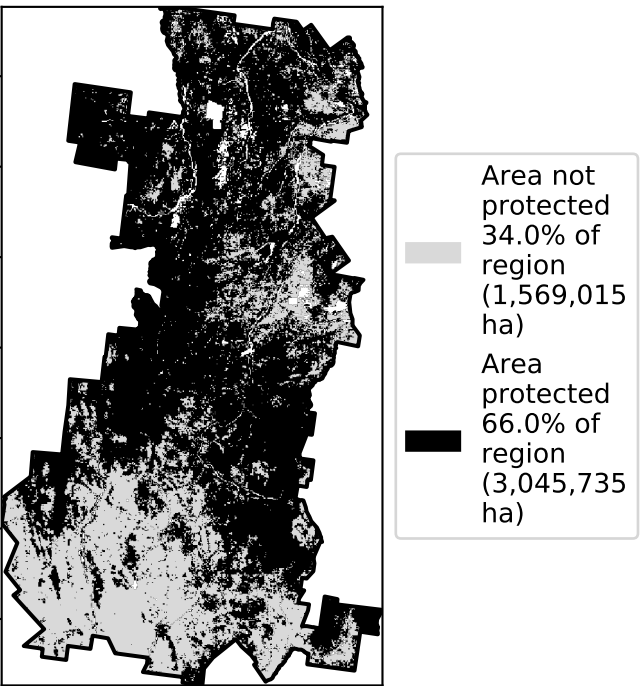 Area not
protected
34.0% of
region
(1,569,015
ha)
Area
protected
66.0% of
region
(3,045,735
ha)